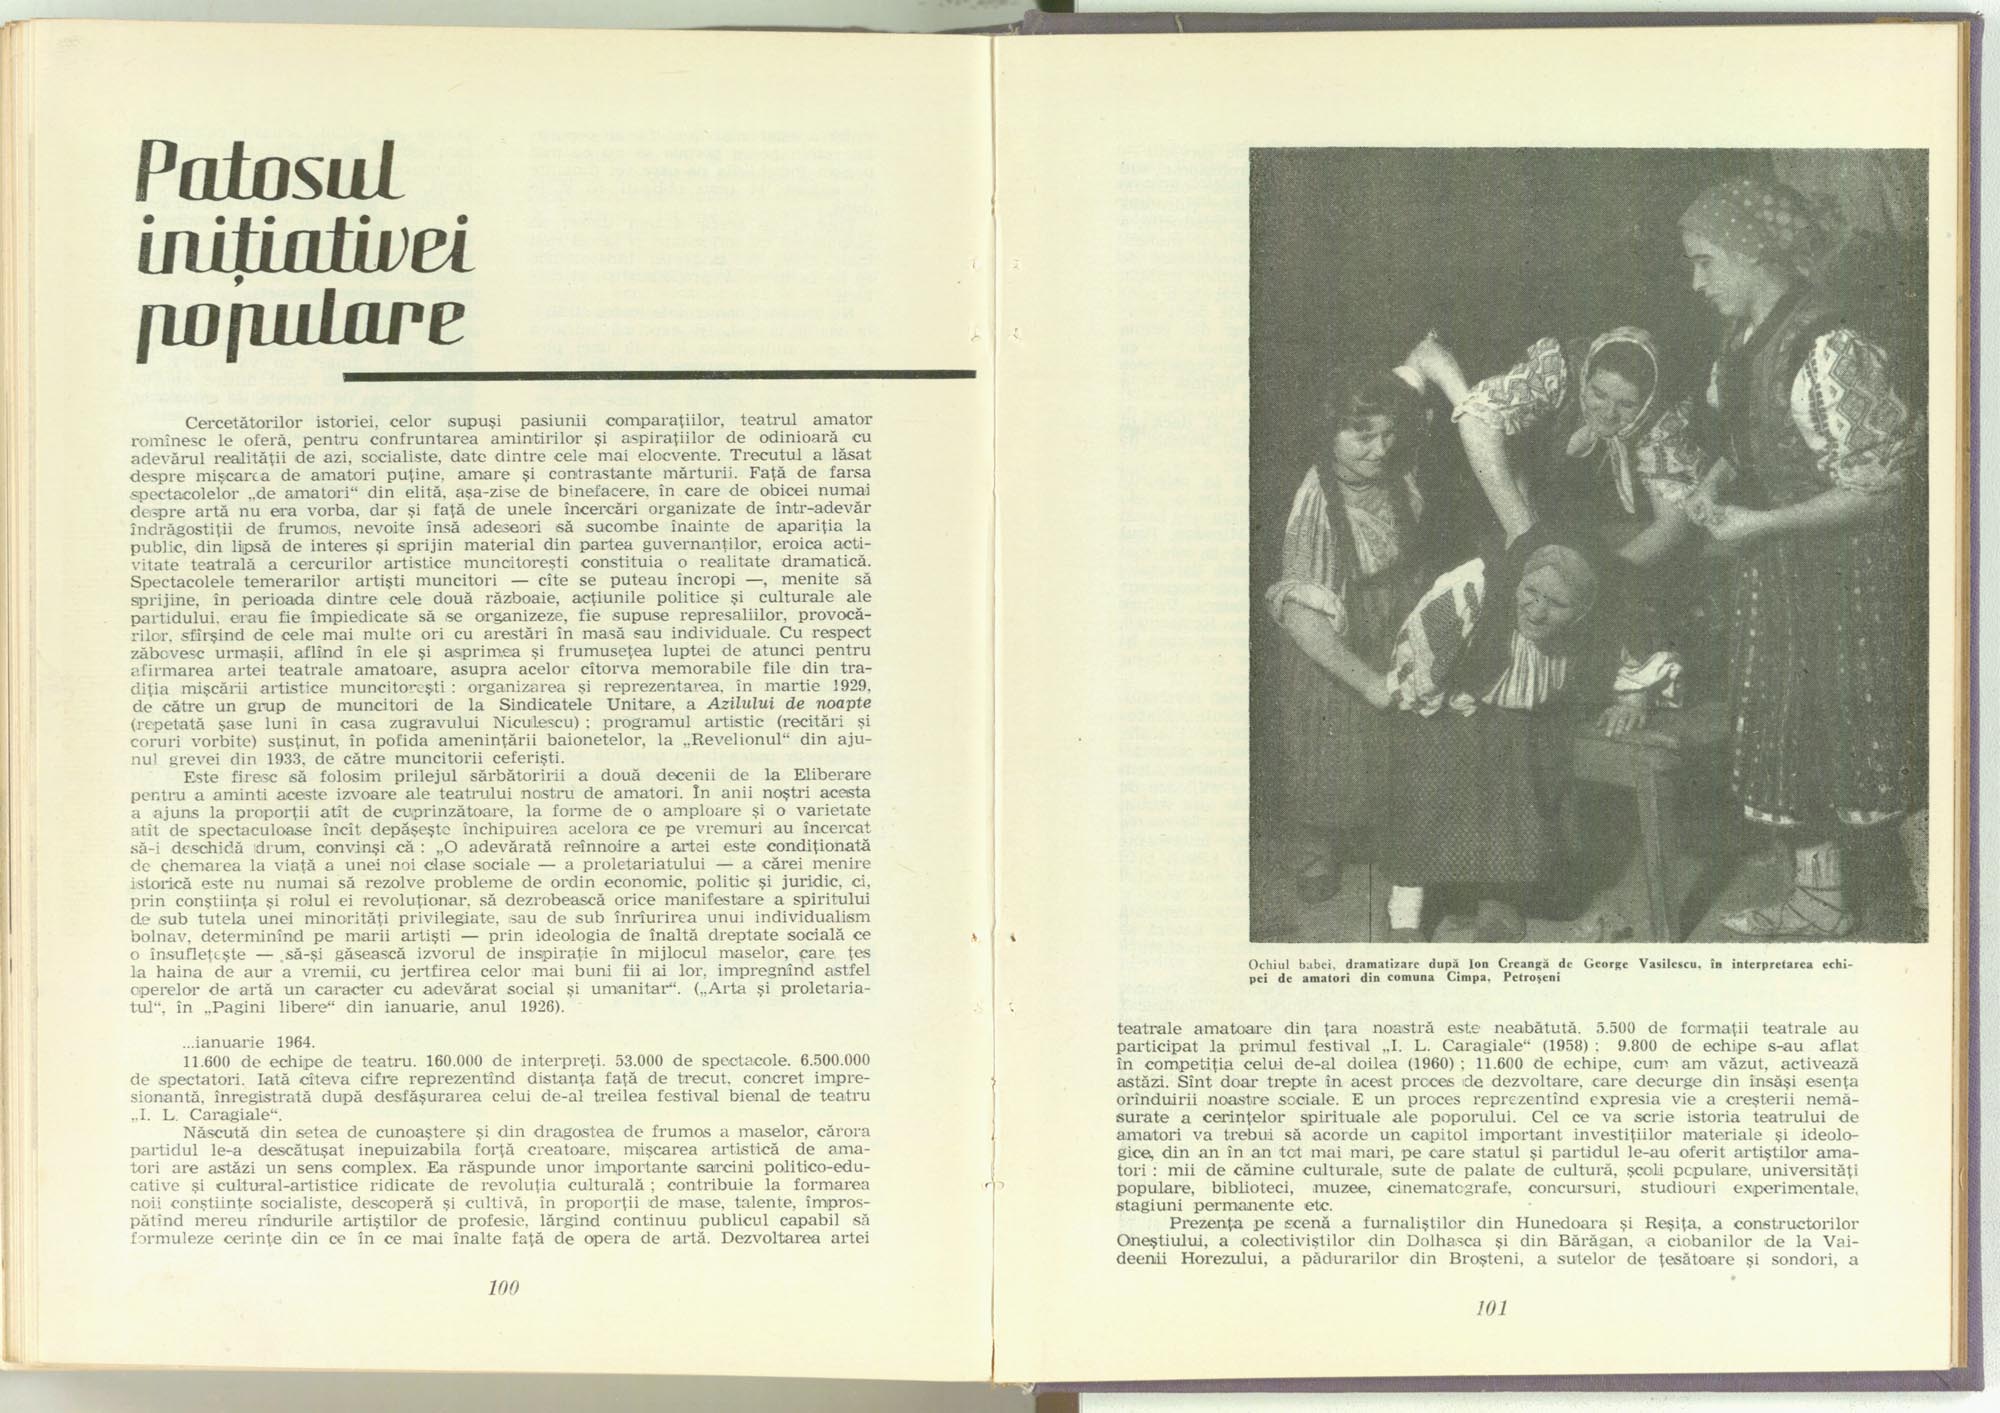 Patosul
inițiativei
populare
Cercetătorilor istoriei, celor supuși pasiunii comparațiilor, teatrul amator
romînesc le oferă, pentru confruntarea amintirilor și aspirațiilor de odinioară cu
adevărul realității de azi, socialiste, date dintre cele mai elocvente. Trecutul a lăsat
despre mișcarea de amatori puține, amare și contrastante mărturii. Față de farsa
spectacolelor „de amatori“ din elită, așa-zise de binefacere, în care de obicei numai
despre artă nu era vorba, dar și față de unele încercări organizate de într-adevăr
îndrăgostiții de frumos, nevoite însă adeseori să sucombe înainte de apariția la
public, din lipsă de interes și sprijin material din partea guvernanților, eroica acti-
vitate teatrală a cercurilor artistice muncitorești constituia o realitate dramatică.
Spectacolele temerarilor artiști muncitori — cîte se puteau încropi —, menite să
sprijine, în perioada dintre cele două războaie, acțiunile politice și culturale ale
partidului, erau fie împiedicate să se organizeze, fie supuse represaliilor, provocă-
rilor, sfîrșind de cele mai multe ori cu arestări în masă sau individuale. Cu respect
zăbovesc urmașii, aflînd în ele și asprimea și frumusețea luptei de atunci pentru
afirmarea artei teatrale amatoare, asupra acelor cîtorva memorabile file din tra-
diția mișcării artistice muncitorești : organizarea și reprezentarea, în martie 1929,
de către un grup de muncitori de la Sindicatele Unitare, a Azilului de noapte
(repetată șase luni în casa zugravului Niculescu) ; programul artistic (recitări și
coruri vorbite) susținut, în pofida amenințării baionetelor, la „Revelionul“ din aju-
nul grevei din 1933, de către muncitorii ceferiști.
Este firesc să folosim prilejul sărbătoririi a două decenii de la Eliberare
pentru a aminti aceste izvoare ale teatrului nostru de amatori. În anii noștri acesta
a ajuns la proporții atît de cuprinzătoare, la forme de o amploare și o varietate
atît de spectaculoase încît depășește închipuirea acelora ce pe vremuri au încercat
să-i deschidă drum, convinși că : „O adevărată reînnoire a artei este condiționată
de chemarea la viață a unei noi clase sociale — a proletariatului — a cărei menire
istorică este nu numai să rezolve probleme de ordin economic, politic și juridic, ci,
prin conștiința și rolul ei revoluționar, să dezrobească orice manifestare a spiritului
de sub tutela unei minorități privilegiate, sau de sub înrîurirea unui individualism
bolnav, determinînd pe marii artiști — prin ideologia de înaltă dreptate socială ce
o însuflețește — să-și găsească izvorul de inspirație în mijlocul maselor, care țes
la haina de aur a vremii, cu jertfirea celor mai buni fii ai lor, impregnînd astfel
operelor de artă un caracter cu adevărat social și umanitar“. („Arta și proletaria-
tul“, în „Pagini libere“ din ianuarie, anul 1926).
...ianuarie 1964.
11.600 de echipe de teatru. 160.000 de interpreți. 53.000 de spectacole. 6.500.000
de spectatori. Iată cîteva cifre reprezentînd distanța față de trecut, concret impre-
sionantă, înregistrată după desfășurarea celui de-al treilea festival bienal de teatru
„I. L. Caragiale“.
Născută din setea de cunoaștere și din dragostea de frumos a maselor, cărora
partidul le-a descătușat inepuizabila forță creatoare, mișcarea artistică de ama-
tori are astăzi un sens complex. Ea răspunde unor importante sarcini politico-edu-
cative și cultural-artistice ridicate de revoluția culturală ; contribuie la formarea
noii conștiințe socialiste, descoperă și cultivă, în proporții de mase, talente, împros-
pătînd mereu rîndurile artiștilor de profesie, lărgind continuu publicul capabil să
formuleze cerințe din ce în ce mai înalte față de opera de artă. Dezvoltarea artei
100
Ochiul babei, dramatizare după Ion Creangă de George Vasilescu, în interpretarea echi-
pei de amatori din comuna Cimpa, Petroșeni
teatrale amatoare din țara noastră este neabătută. 5.500 de formații teatrale au
participat la primul festival „I. L. Caragiale“ (1958) ; 9.800 de echipe s-au aflat
în competiția celui de-al doilea (1960) ; 11.600 de echipe, cum am văzut, activează
astăzi. Sînt doar trepte în acest proces de dezvoltare, care decurge din însăși esența
orînduirii noastre sociale. E un proces reprezentînd expresia vie a creșterii nemă-
surate a cerințelor spirituale ale poporului. Cel ce va scrie istoria teatrului de
amatori va trebui să acorde un capitol important investițiilor materiale și ideolo-
gice, din an în an tot mai mari, pe care statul și partidul le-au oferit artiștilor ama-
tori : mii de cămine culturale, sute de palate de cultură, școli populare, universități
populare, biblioteci, muzee, cinematografe, concursuri, studiouri experimentale,
stagiuni permanente etc.
Prezența pe scenă a furnaliștilor din Hunedoara și Reșița, a constructorilor
Oneștiului, a colectiviștilor din Dolhasca și din Bărăgan, a ciobanilor de la Vai-
deenii Horezului, a pădurarilor din Broșteni, a sutelor de țesătoare și sondori, a
101